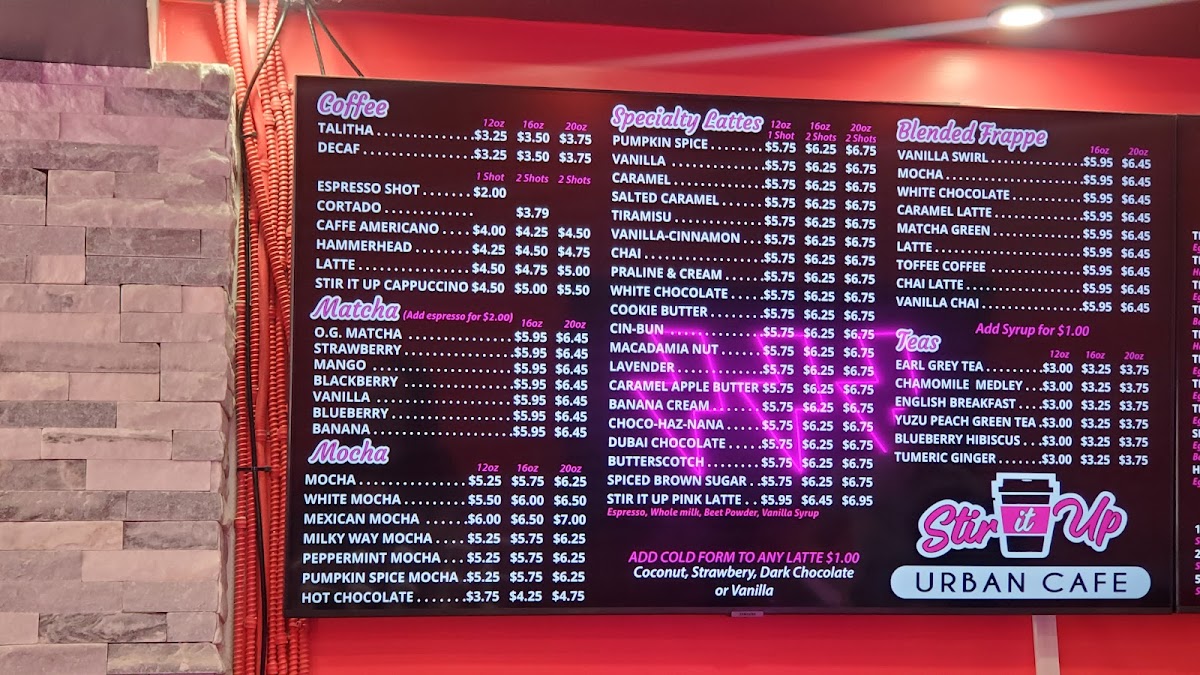 Coffee
12oz 16oz 20oz
TALITHA $3.25 $3.50 $3.75
DECAF $3.25 $3.50 $3.75
1 Shot 2 Shots 2 Shots
ESPRESSO SHOT $2.00
CORTADO $3.79
CAFFE AMERICANO $4.00 $4.25 $4.50
HAMMERHEAD $4.25 $4.50 $4.75
LATTE $4.50 $4.75 $5.00
STIR IT UP CAPPUCCINO $4.50 $5.00 $5.50
Matcha (Add espresso for $2.00)
16oz 20oz
O.G. MATCHA $5.95 $6.45
STRAWBERRY $5.95 $6.45
MANGO $5.95 $6.45
BLACKBERRY $5.95 $6.45
VANILLA $5.95 $6.45
BLUEBERRY $5.95 $6.45
BANANA $5.95 $6.45
Mocha
12oz 16oz 20oz
MOCHA $5.25 $5.75 $6.25
WHITE MOCHA $5.50 $6.00 $6.50
MEXICAN MOCHA $6.00 $6.50 $7.00
MILKY WAY MOCHA $5.25 $5.75 $6.25
PEPPERMINT MOCHA $5.25 $5.75 $6.25
PUMPKIN SPICE MOCHA $5.25 $5.75 $6.25
HOT CHOCOLATE $3.75 $4.25 $4.75
Specialty Lattes
12oz 16oz 20oz
1 Shot 2 Shots 2 Shots
PUMPKIN SPICE $5.75 $6.25 $6.75
VANILLA $5.75 $6.25 $6.75
CARAMEL $5.75 $6.25 $6.75
SALTED CARAMEL $5.75 $6.25 $6.75
TIRAMISU $5.75 $6.25 $6.75
VANILLA-CINNAMON $5.75 $6.25 $6.75
CHAI $5.75 $6.25 $6.75
PRALINE & CREAM $5.75 $6.25 $6.75
WHITE CHOCOLATE $5.75 $6.25 $6.75
COOKIE BUTTER $5.75 $6.25 $6.75
CIN-BUN $5.75 $6.25 $6.75
MACADAMIA NUT $5.75 $6.25 $6.75
LAVENDER $5.75 $6.25 $6.75
CARAMEL APPLE BUTTER $5.75 $6.25 $6.75
BANANA CREAM $5.75 $6.25 $6.75
CHOCO-HAZ-NANA $5.75 $6.25 $6.75
DUBAI CHOCOLATE $5.75 $6.25 $6.75
BUTTERSCOTCH $5.75 $6.25 $6.75
SPICED BROWN SUGAR $5.75 $6.25 $6.75
STIR IT UP PINK LATTE $5.95 $6.45 $6.95
Espresso, Whole milk, Beet Powder, Vanilla Syrup
ADD COLD FORM TO ANY LATTE $1.00
Coconut, Strawbery, Dark Chocolate
or Vanilla
Blended Frappe
16oz 20oz
VANILLA SWIRL $5.95 $6.45
MOCHA $5.95 $6.45
WHITE CHOCOLATE $5.95 $6.45
CARAMEL LATTE $5.95 $6.45
MATCHA GREEN $5.95 $6.45
LATTE $5.95 $6.45
TOFFEE COFFEE $5.95 $6.45
CHAI LATTE $5.95 $6.45
VANILLA CHAI $5.95 $6.45
Add Syrup for $1.00
Teas
12oz 16oz 20oz
EARL GREY TEA $3.00 $3.25 $3.75
CHAMOMILE MEDLEY $3.00 $3.25 $3.75
ENGLISH BREAKFAST $3.00 $3.25 $3.75
YUZU PEACH GREEN TEA $3.00 $3.25 $3.75
BLUEBERRY HIBISCUS $3.00 $3.25 $3.75
TUMERIC GINGER $3.00 $3.25 $3.75
Stir it Up
URBAN CAFE